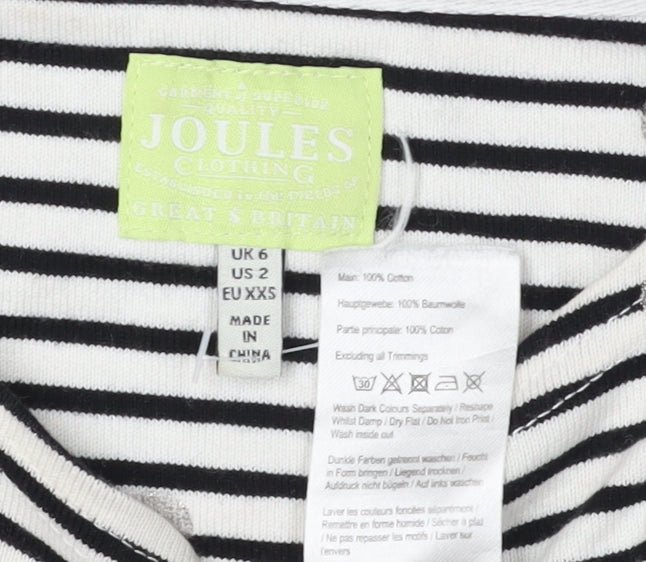 GARMENT SUPERIOR
QUALITY
JOULES
CLOTHING
ESTABLISHED IN THE FIELDS OF
GREAT & BRITAIN
UK 6
US 2
EU XXS
MADE
IN
CHINA
Main: 100% Cotton
Hauptgewebe: 100% Baumwolle
Partie principale: 100% Coton
Excluding all Trimmings
30
Wash Dark Colours Separately / Reshape
Whilst Damp / Dry Flat / Do Not Iron Print /
Wash inside out
Dunkle Farben getrennt waschen / Feucht
in Form bringen / Liegend trocknen /
Aufdruck nicht bügeln / Auf links waschen
Laver les couleurs foncées séparément /
Remettre en forme humide / Sécher à plat
/ Ne pas repasser les motifs / Laver sur
l'envers